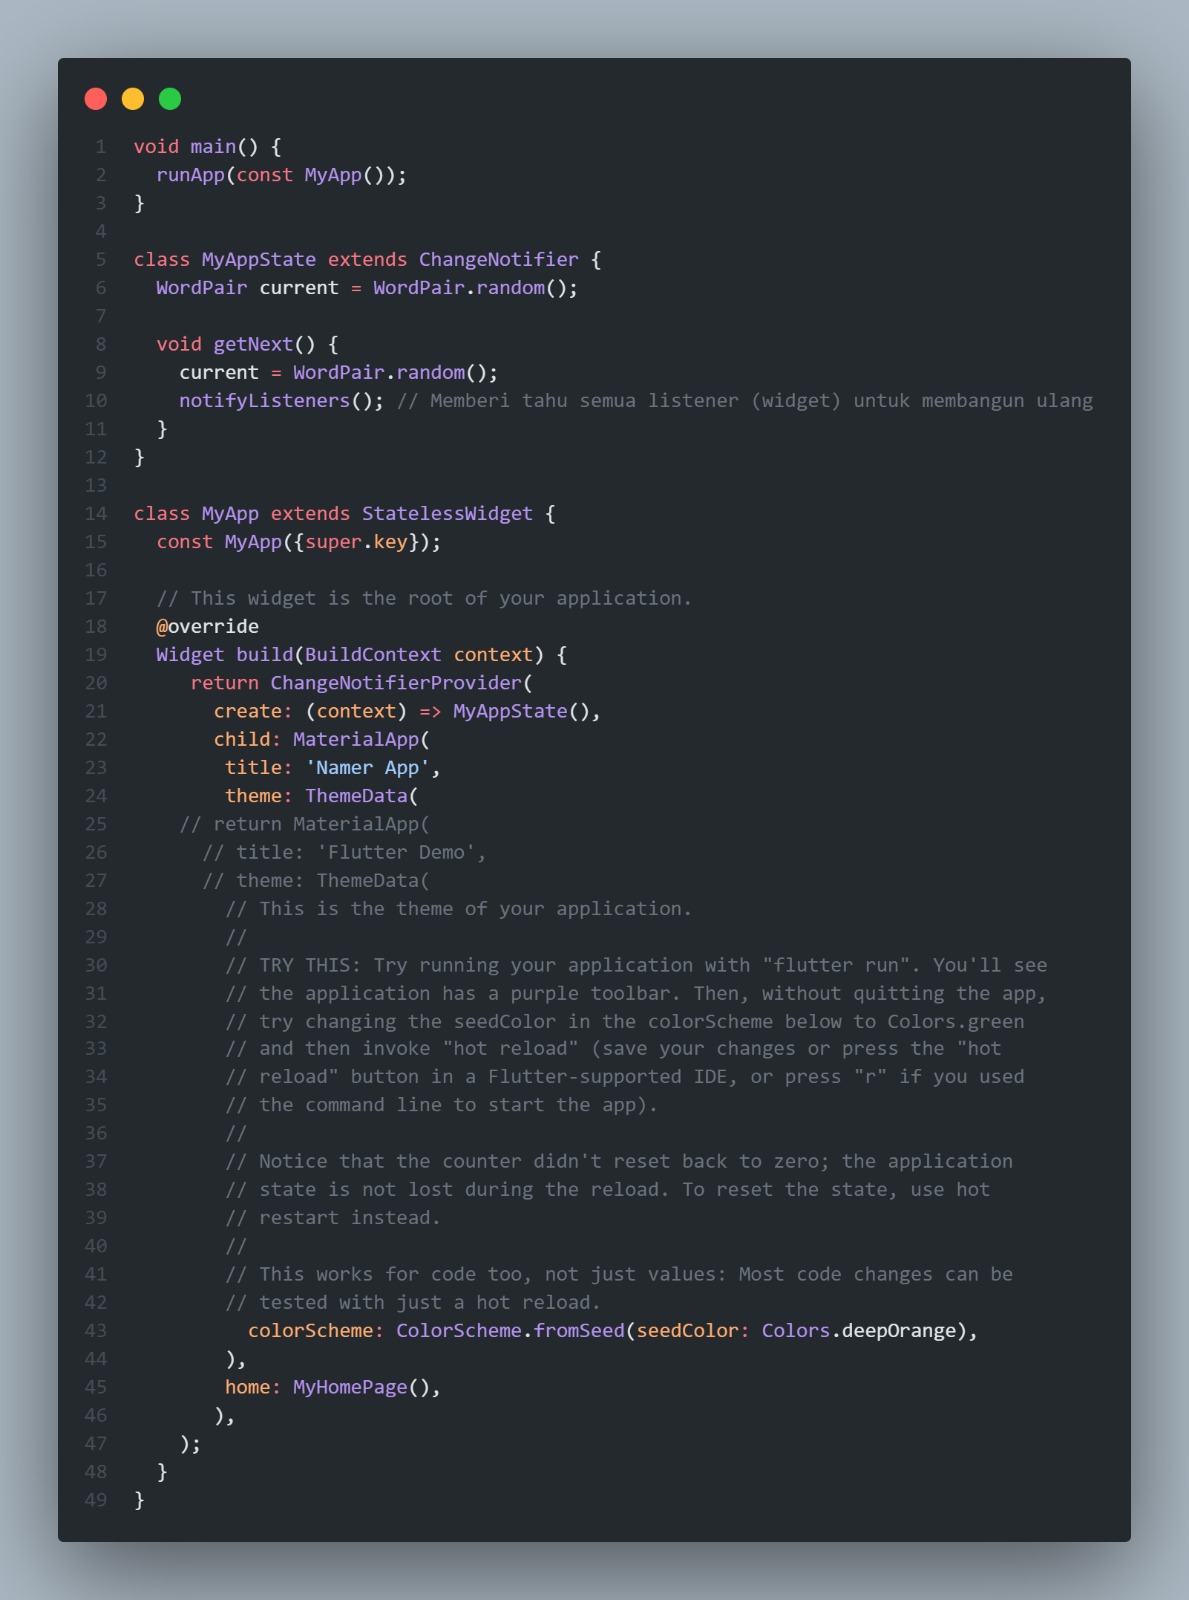 1 void main() {
2   runApp(const MyApp());
3 }
4
5 class MyAppState extends ChangeNotifier {
6   WordPair current = WordPair.random();
7
8   void getNext() {
9     current = WordPair.random();
10     notifyListeners(); // Memberi tahu semua listener (widget) untuk membangun ulang
11   }
12 }
13
14 class MyApp extends StatelessWidget {
15   const MyApp({super.key});
16
17   // This widget is the root of your application.
18   @override
19   Widget build(BuildContext context) {
20      return ChangeNotifierProvider(
21        create: (context) => MyAppState(),
22        child: MaterialApp(
23         title: 'Namer App',
24         theme: ThemeData(
25     // return MaterialApp(
26       // title: 'Flutter Demo',
27       // theme: ThemeData(
28         // This is the theme of your application.
29         //
30         // TRY THIS: Try running your application with "flutter run". You'll see
31         // the application has a purple toolbar. Then, without quitting the app,
32         // try changing the seedColor in the colorScheme below to Colors.green
33         // and then invoke "hot reload" (save your changes or press the "hot
34         // reload" button in a Flutter-supported IDE, or press "r" if you used
35         // the command line to start the app).
36         //
37         // Notice that the counter didn't reset back to zero; the application
38         // state is not lost during the reload. To reset the state, use hot
39         // restart instead.
40         //
41         // This works for code too, not just values: Most code changes can be
42         // tested with just a hot reload.
43           colorScheme: ColorScheme.fromSeed(seedColor: Colors.deepOrange),
44         ),
45         home: MyHomePage(),
46        ),
47     );
48   }
49 }